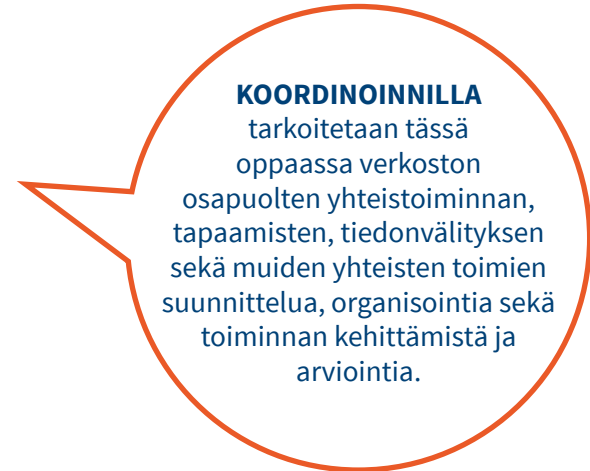 KOORDINOINNILLA
tarkoitetaan tässä
oppaassa verkoston
osapuolten yhteistoiminnan,
tapaamisten, tiedonvälityksen
sekä muiden yhteisten toimien
suunnittelua, organisointia sekä
toiminnan kehittämistä ja
arviointia.